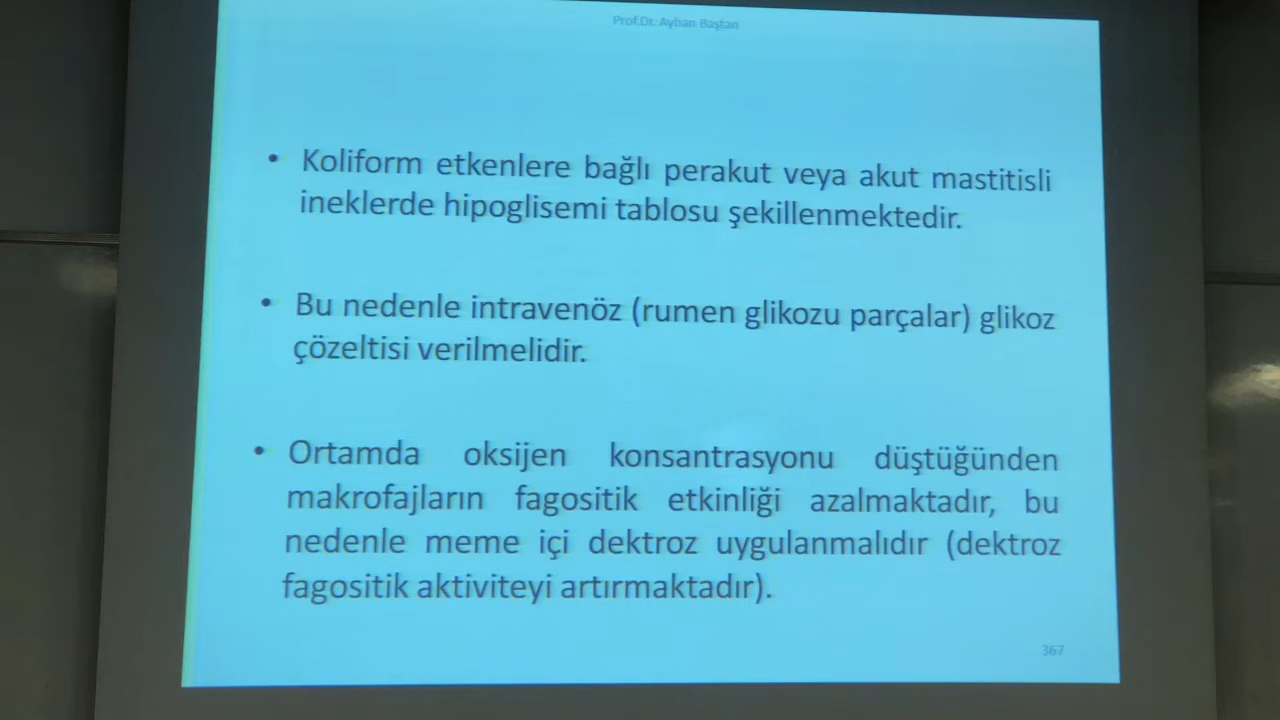 Prof.Dr. Ayhan Baştan
• Koliform etkenlere bağlı perakut veya akut mastitisli
ineklerde hipoglisemi tablosu şekillenmektedir.
• Bu nedenle intravenöz (rumen glikozu parçalar) glikoz
çözeltisi verilmelidir.
• Ortamda oksijen konsantrasyonu düştüğünden
makrofajların fagositik etkinliği azalmaktadır, bu
nedenle meme içi dektroz uygulanmalıdır (dektroz
fagositik aktiviteyi artırmaktadır).
367